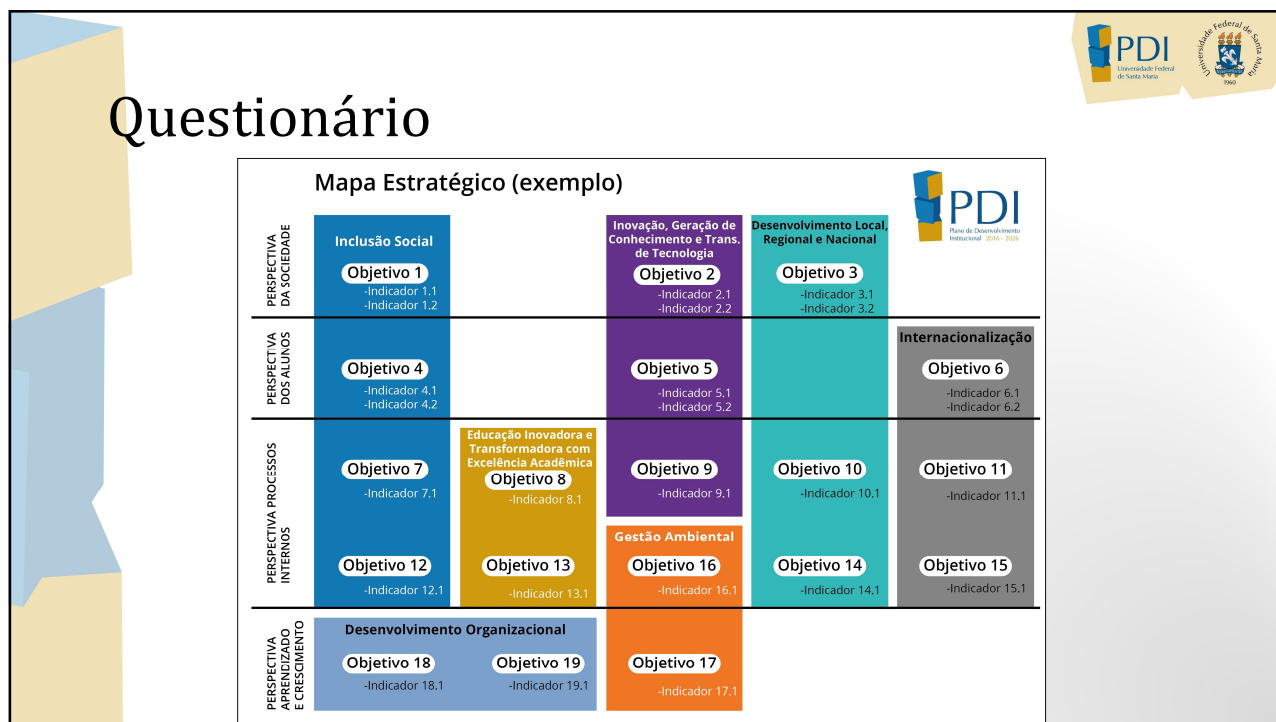 PDI
Universidade Federal
de Santa Maria
Universidade Federal de Santa Maria
1960
Questionário
Mapa Estratégico (exemplo)
PDI
Plano de Desenvolvimento
Institucional 2016 - 2026
PERSPECTIVA
DA SOCIEDADE
Inclusão Social
Objetivo 1
-Indicador 1.1
-Indicador 1.2
Inovação, Geração de
Conhecimento e Trans.
de Tecnologia
Objetivo 2
-Indicador 2.1
-Indicador 2.2
Desenvolvimento Local,
Regional e Nacional
Objetivo 3
-Indicador 3.1
-Indicador 3.2
PERSPECTIVA
DOS ALUNOS
Objetivo 4
-Indicador 4.1
-Indicador 4.2
Objetivo 5
-Indicador 5.1
-Indicador 5.2
Internacionalização
Objetivo 6
-Indicador 6.1
-Indicador 6.2
PERSPECTIVA PROCESSOS
INTERNOS
Objetivo 7
-Indicador 7.1
Educação Inovadora e
Transformadora com
Excelência Acadêmica
Objetivo 8
-Indicador 8.1
Objetivo 9
-Indicador 9.1
Objetivo 10
-Indicador 10.1
Objetivo 11
-Indicador 11.1
Objetivo 12
-Indicador 12.1
Objetivo 13
-Indicador 13.1
Gestão Ambiental
Objetivo 16
-Indicador 16.1
Objetivo 14
-Indicador 14.1
Objetivo 15
-Indicador 15.1
PERSPECTIVA
APRENDIZADO
E CRESCIMENTO
Desenvolvimento Organizacional
Objetivo 18
-Indicador 18.1
Objetivo 19
-Indicador 19.1
Objetivo 17
-Indicador 17.1